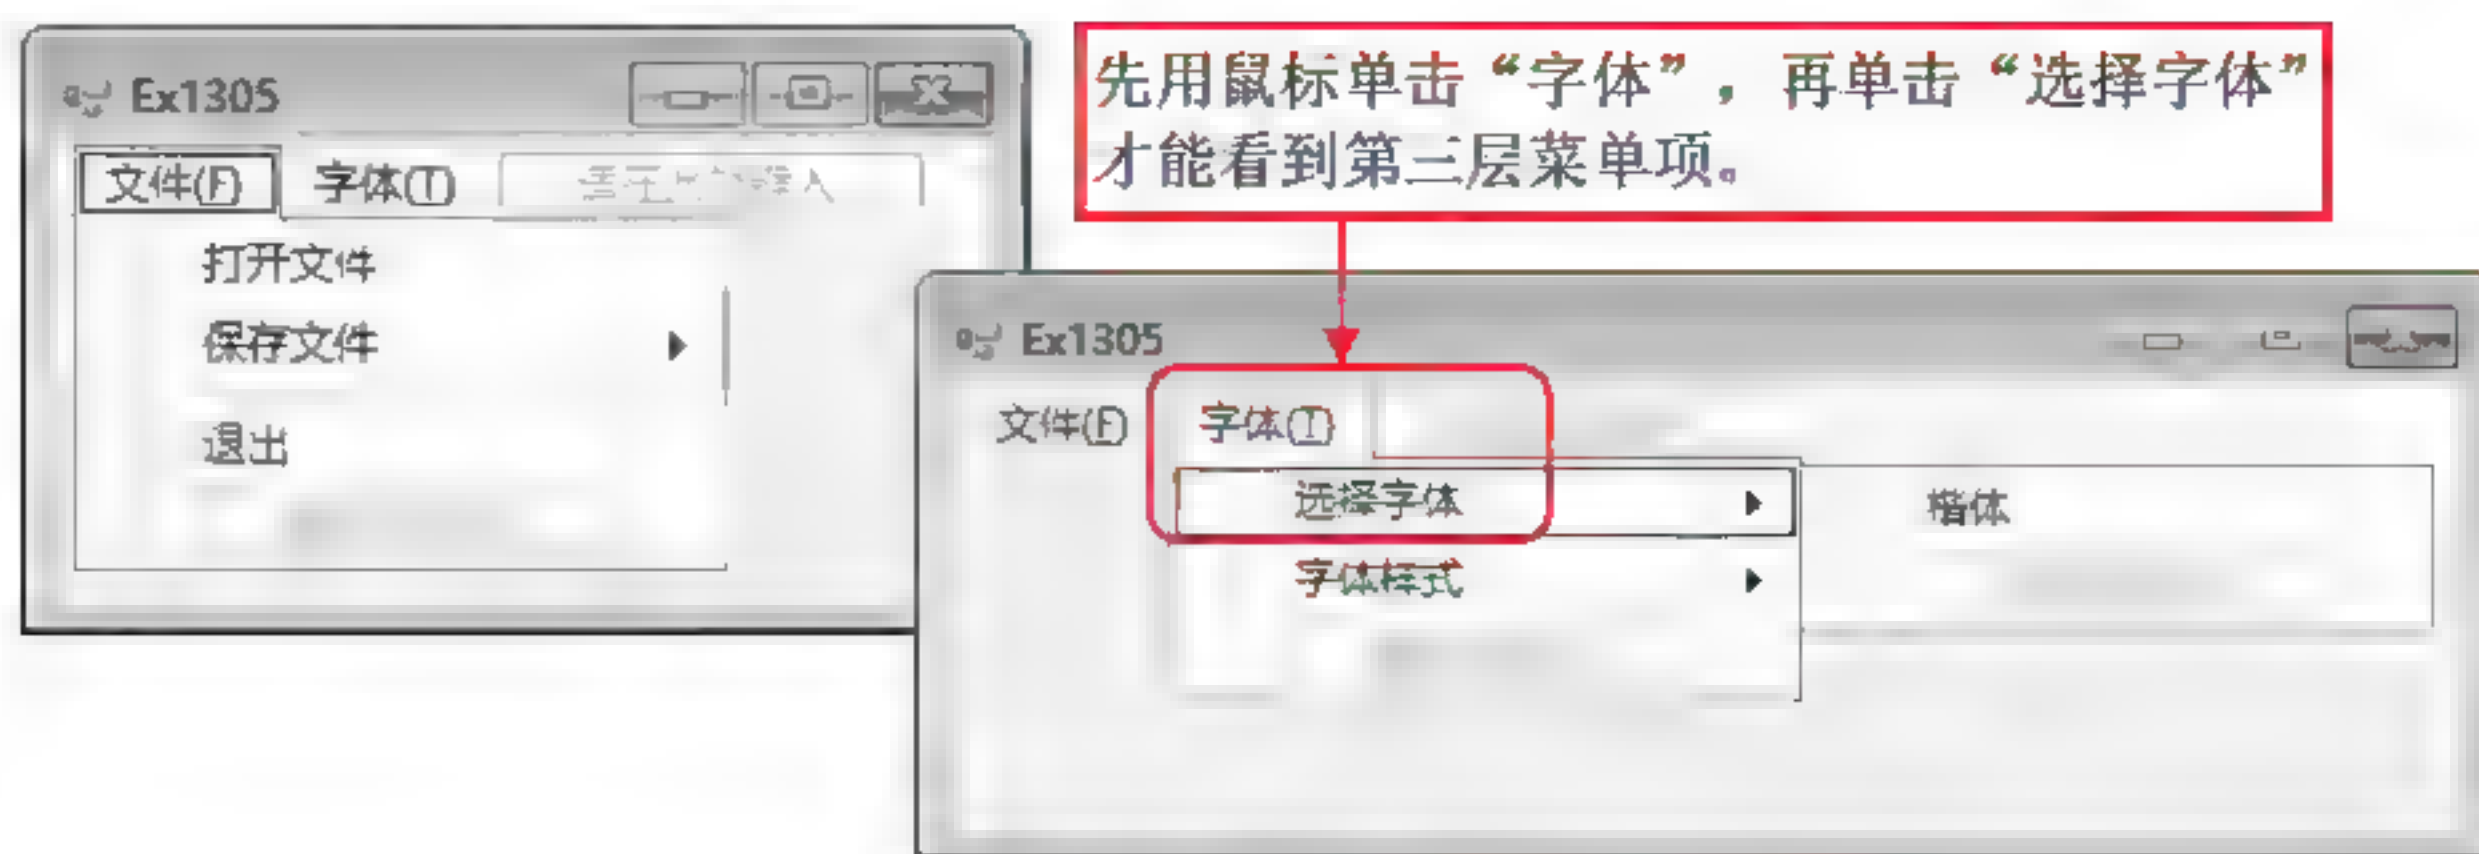 Ex1305
文件(F) 字体(T)
打开文件
保存文件
退出
先用鼠标单击“字体”，再单击“选择字体”
才能看到第三层菜单项。
Ex1305
文件(F) 字体(T)
选择字体 楷体
字体样式